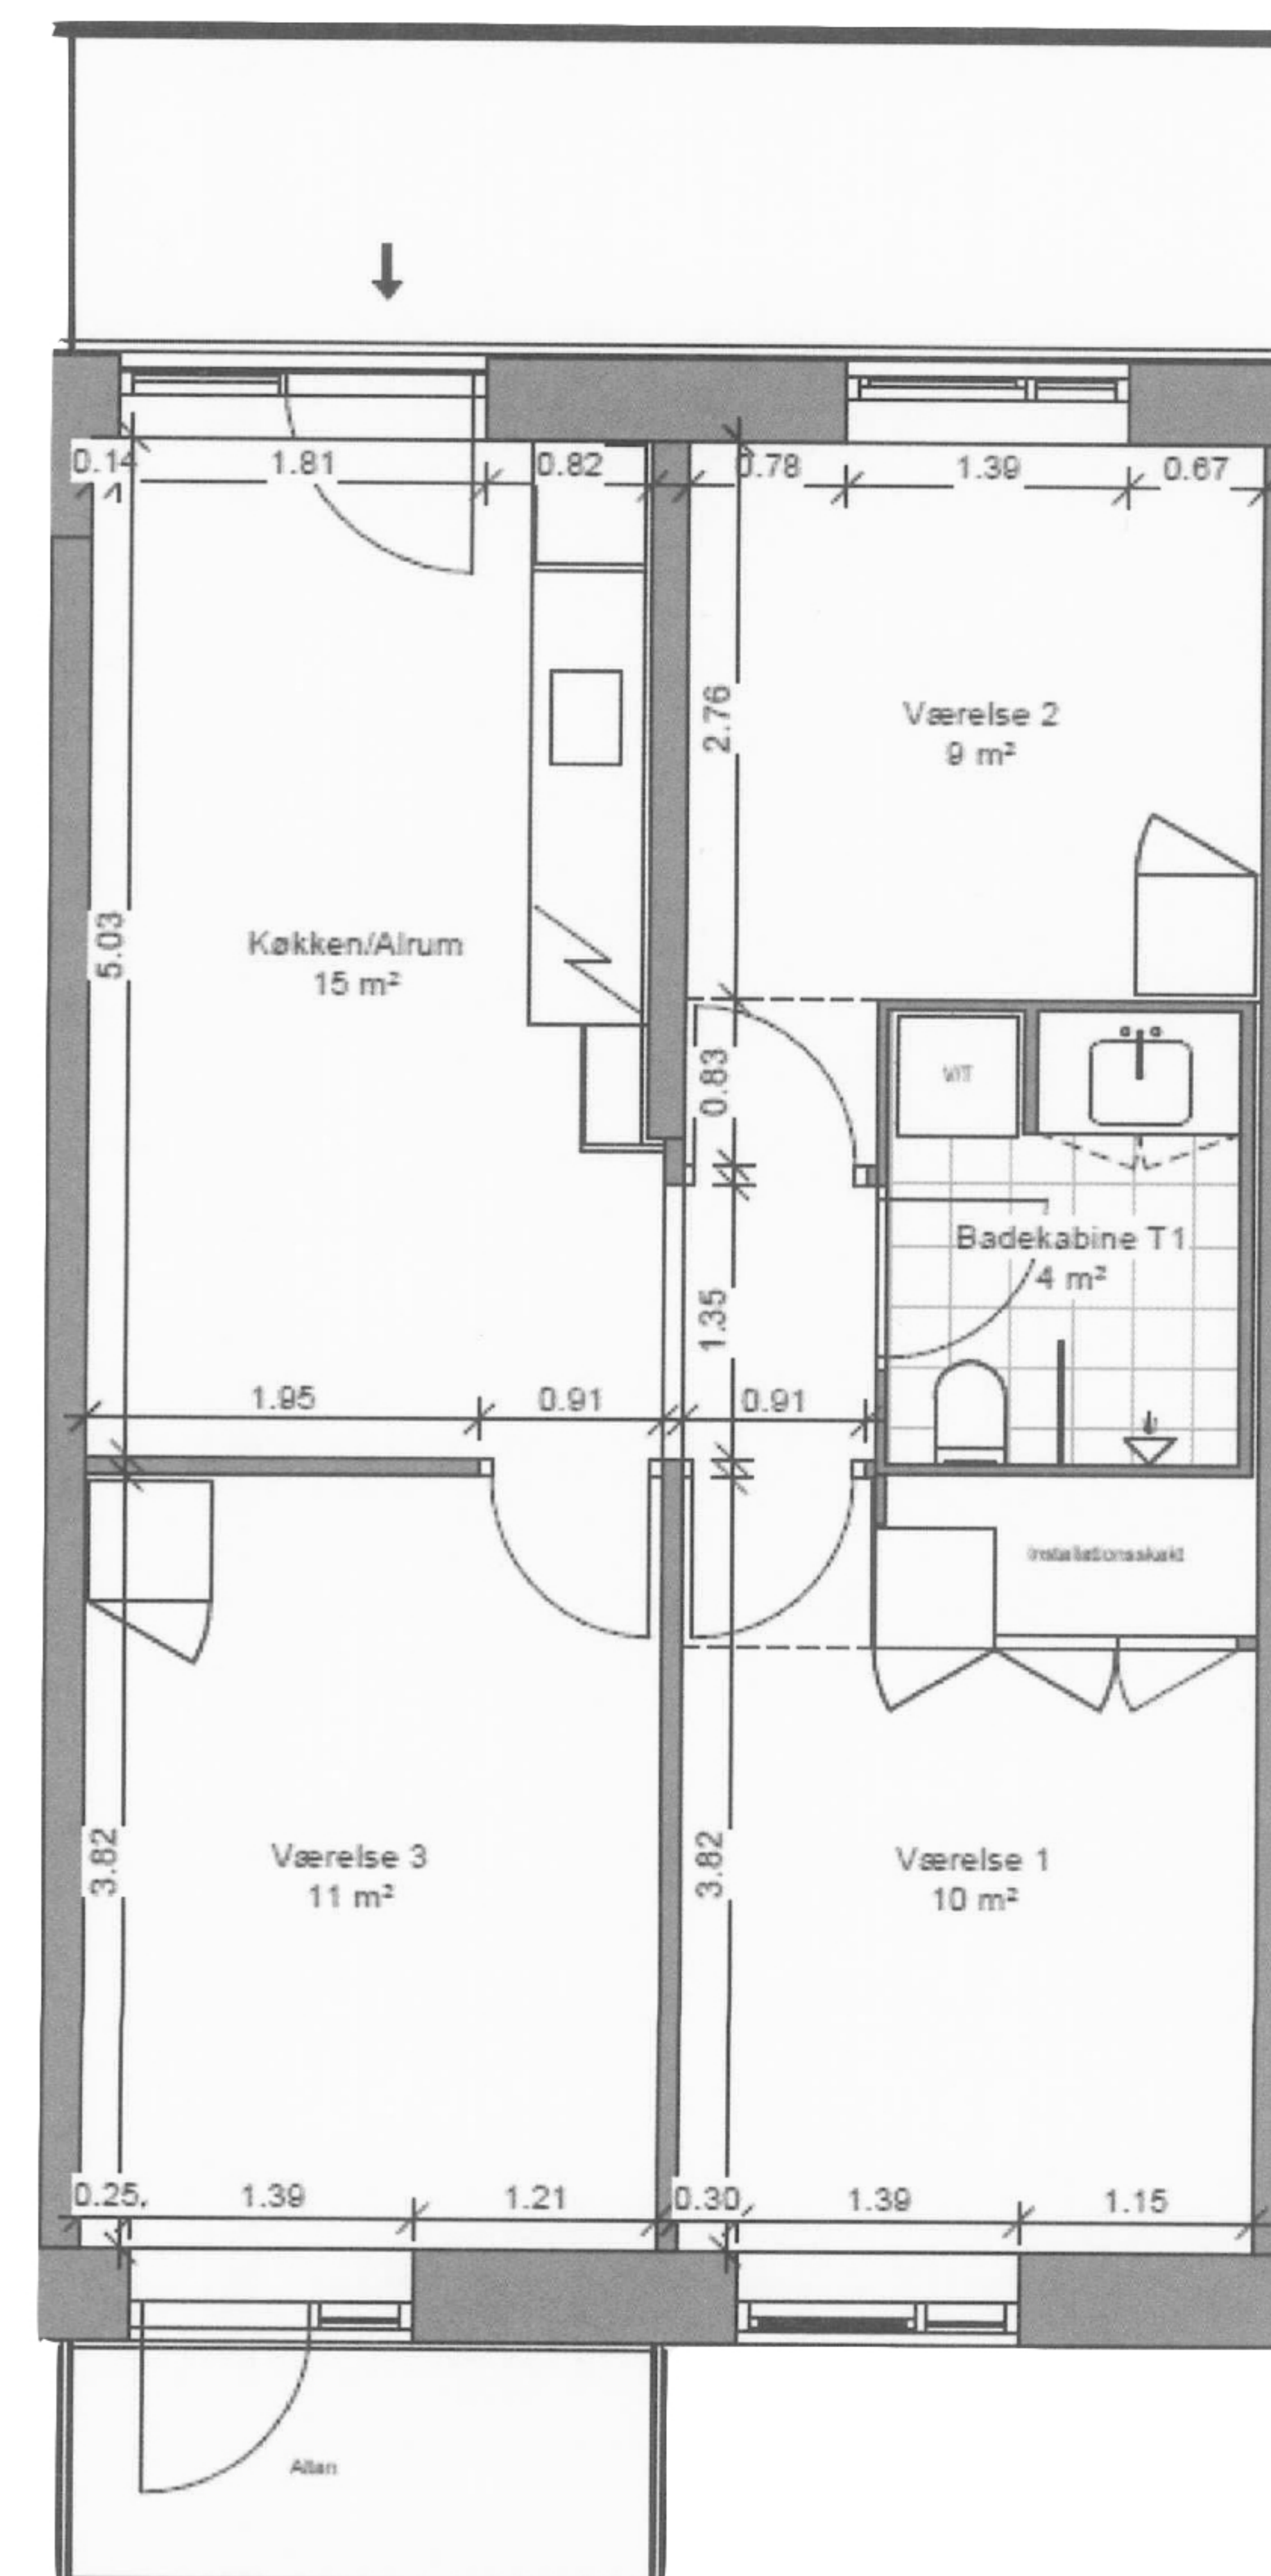 0.14 1.81 0.82 0.78 1.39 0.67
2.76
Værelse 2
9 m²
5.03
Køkken/Alrum
15 m²
0.83
V/T
Badekabine T1
4 m²
1.35
1.95 0.91 0.91
Installationsskakt
3.82
Værelse 3
11 m²
3.82
Værelse 1
10 m²
0.25 1.39 1.21 0.30 1.39 1.15
Altan